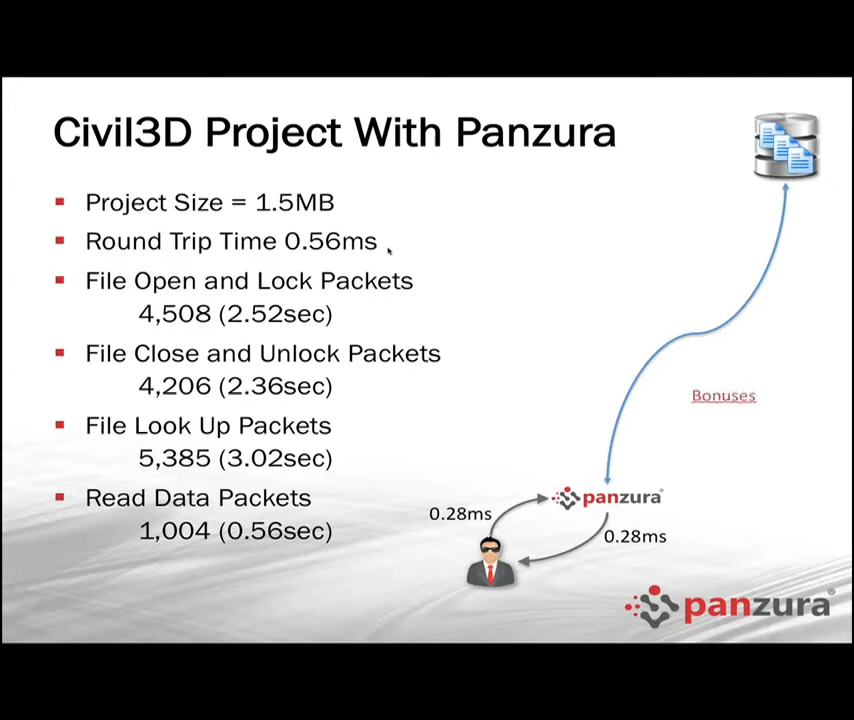 Civil3D Project With Panzura
Project Size = 1.5MB
Round Trip Time 0.56ms
File Open and Lock Packets
4,508 (2.52sec)
File Close and Unlock Packets
4,206 (2.36sec)
File Look Up Packets
5,385 (3.02sec)
Read Data Packets
1,004 (0.56sec)
Bonuses
panzura
0.28ms
0.28ms
panzura®